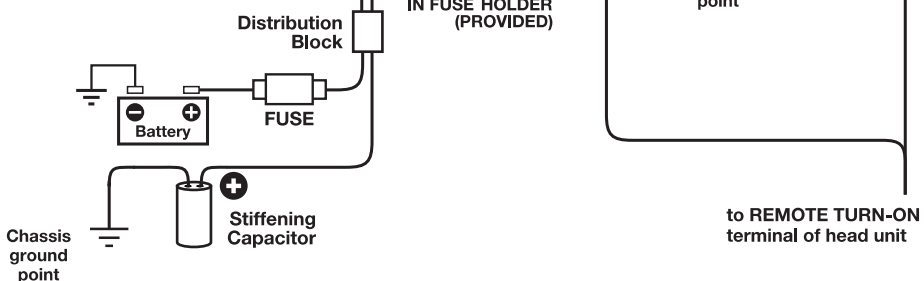 IN FUSE HOLDER
(PROVIDED)
point
Distribution
Block
FUSE
Battery
Stiffening
Capacitor
Chassis
ground
point
to REMOTE TURN-ON
terminal of head unit